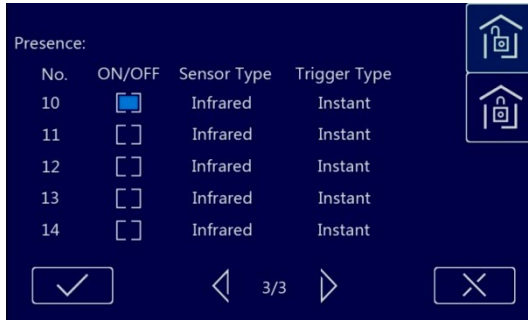 Presence:
No. ON/OFF Sensor Type Trigger Type
10 Infrared Instant
11 Infrared Instant
12 Infrared Instant
13 Infrared Instant
14 Infrared Instant
3/3